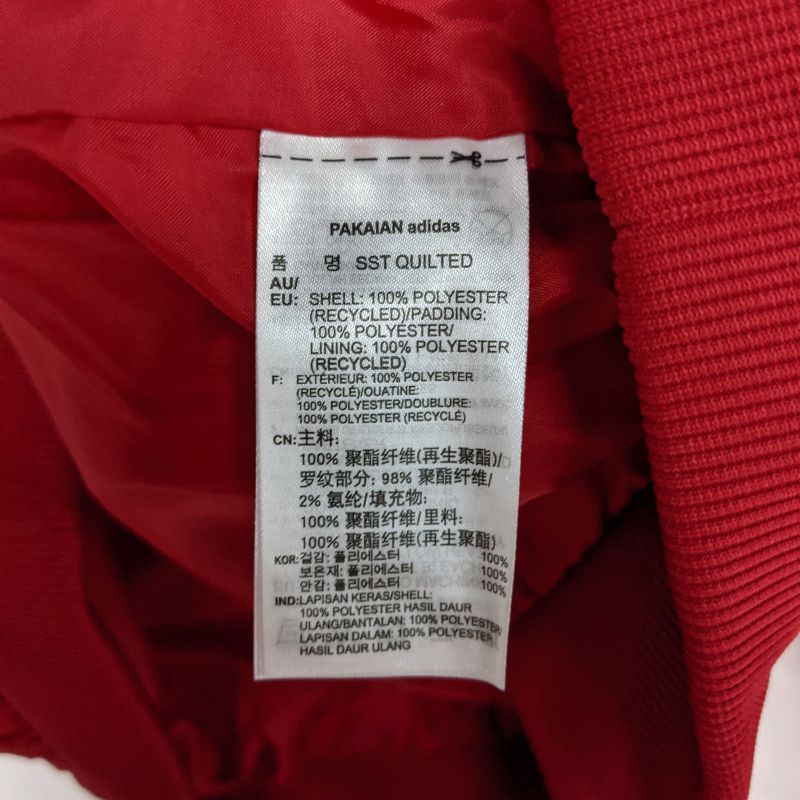 PAKAIAN adidas
품 명 SST QUILTED
AU/
EU: SHELL: 100% POLYESTER
(RECYCLED)/PADDING:
100% POLYESTER/
LINING: 100% POLYESTER
(RECYCLED)
F: EXTÉRIEUR: 100% POLYESTER
(RECYCLÉ)/OUATINE:
100% POLYESTER/DOUBLURE:
100% POLYESTER (RECYCLÉ)
CN: 主料:
100% 聚酯纤维(再生聚酯)/
罗纹部分: 98% 聚酯纤维/
2% 氨纶/填充物:
100% 聚酯纤维/里料:
100% 聚酯纤维(再生聚酯)
KOR: 겉감: 폴리에스터 100%
보온재: 폴리에스터 100%
안감: 폴리에스터 100%
IND: LAPISAN KERAS/SHELL:
100% POLYESTER HASIL DAUR
ULANG/BANTALAN: 100% POLYESTER/
LAPISAN DALAM: 100% POLYESTER
HASIL DAUR ULANG